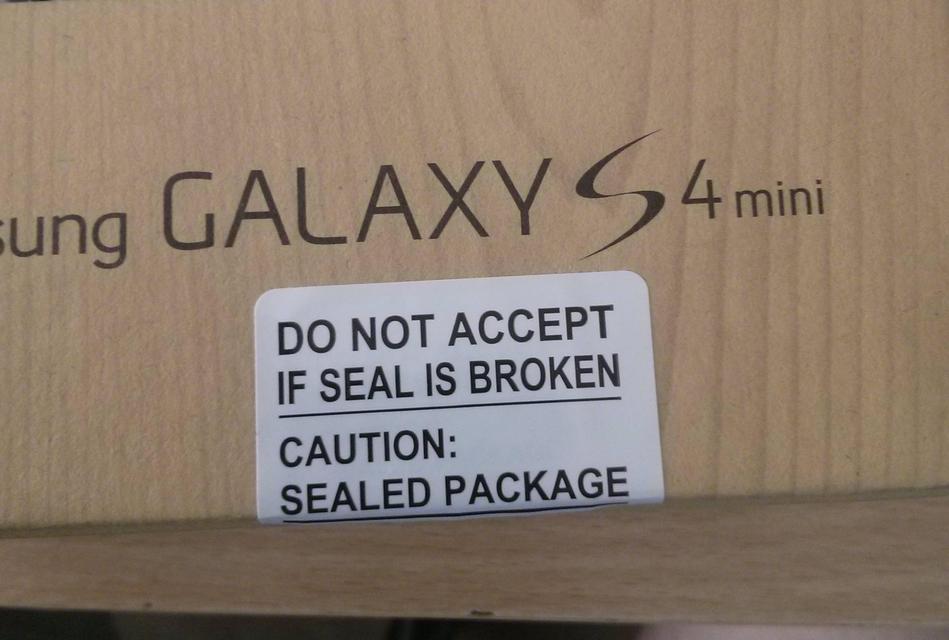 sung GALAXY S4 mini
DO NOT ACCEPT
IF SEAL IS BROKEN
CAUTION:
SEALED PACKAGE